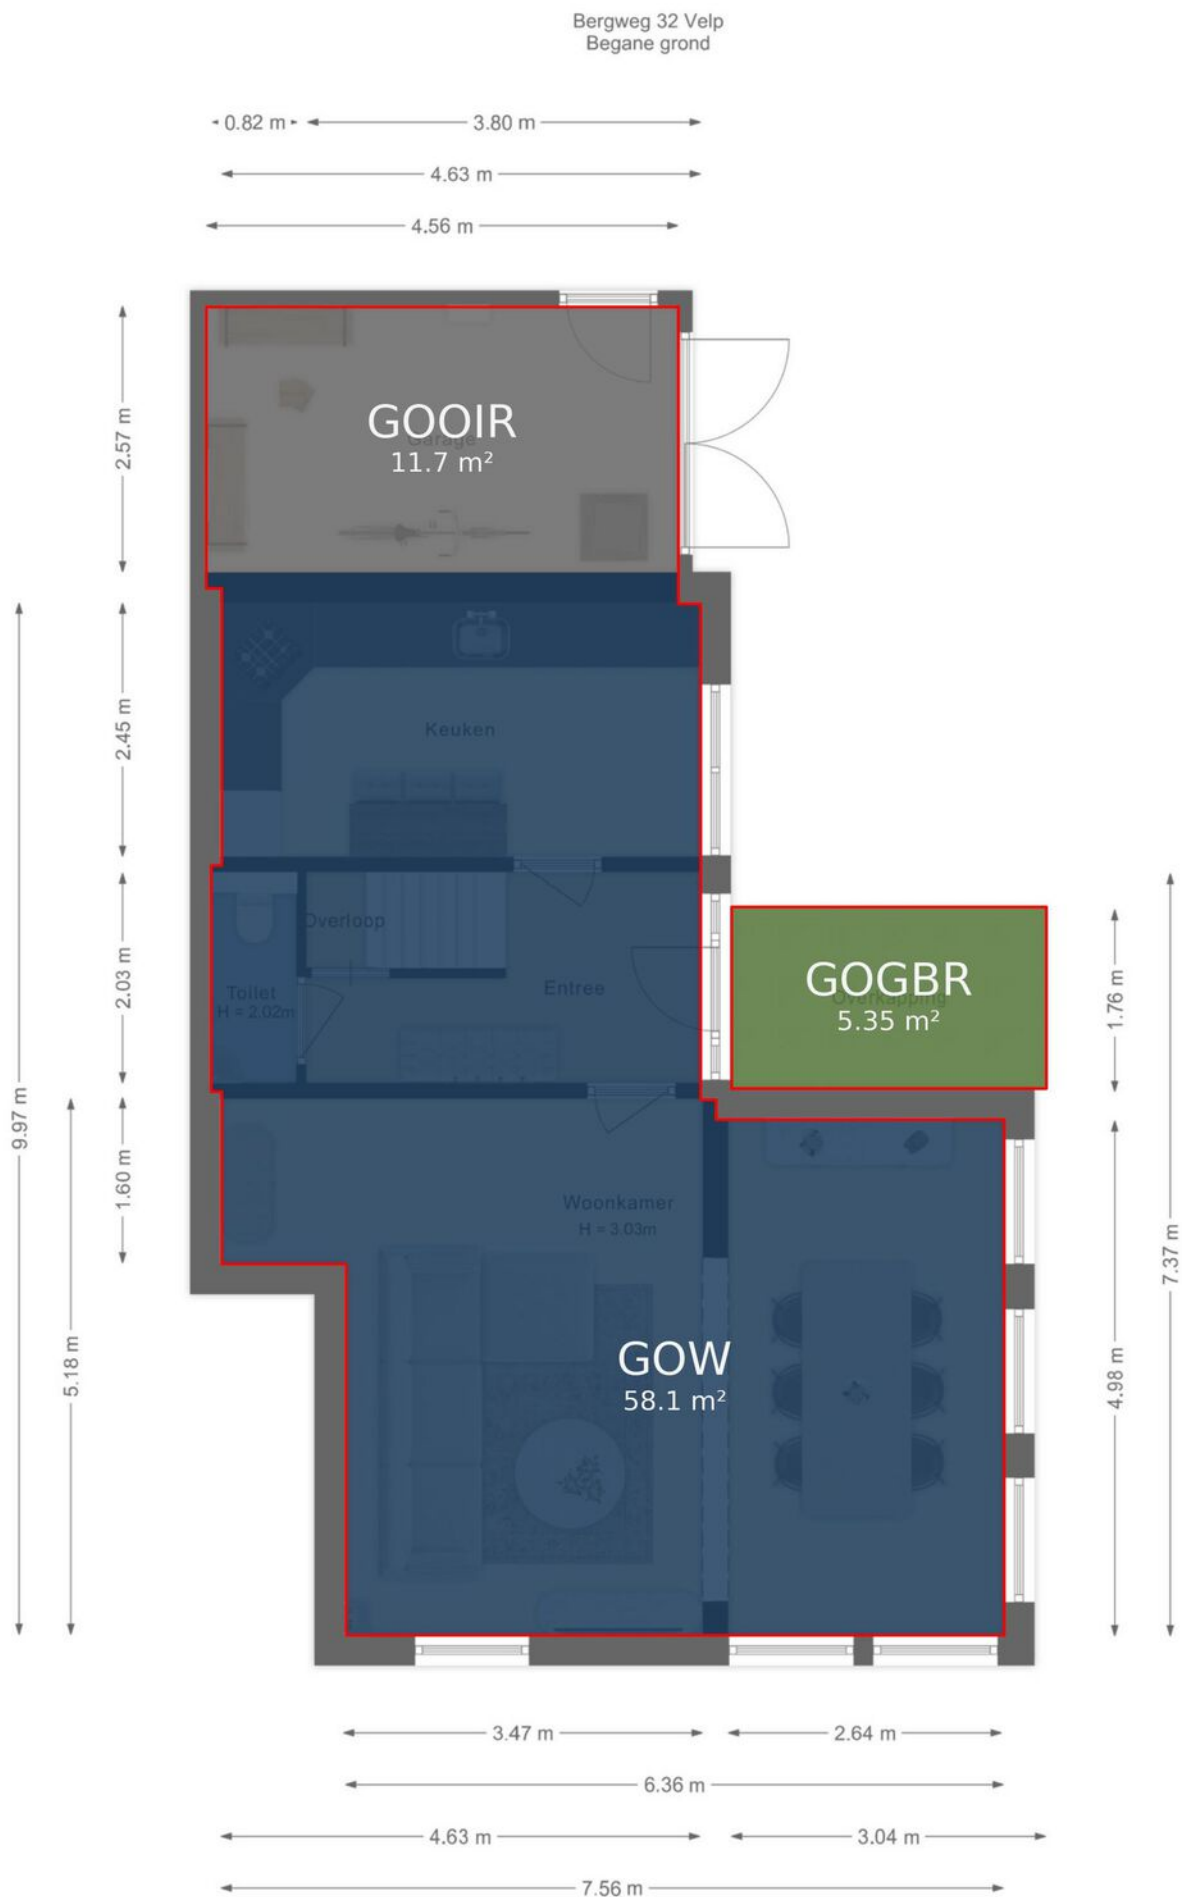 Bergweg 32 Velp
Begane grond
0.82 m
3.80 m
4.63 m
4.56 m
2.57 m
GOOIR
Garage
11.7 m²
2.45 m
Keuken
Overloop
2.03 m
Toilet
H = 2.02m
Entree
GOGBR
Overkapping
5.35 m²
1.76 m
9.97 m
1.60 m
Woonkamer
H = 3.03m
7.37 m
5.18 m
GOW
58.1 m²
4.98 m
3.47 m
2.64 m
6.36 m
4.63 m
3.04 m
7.56 m